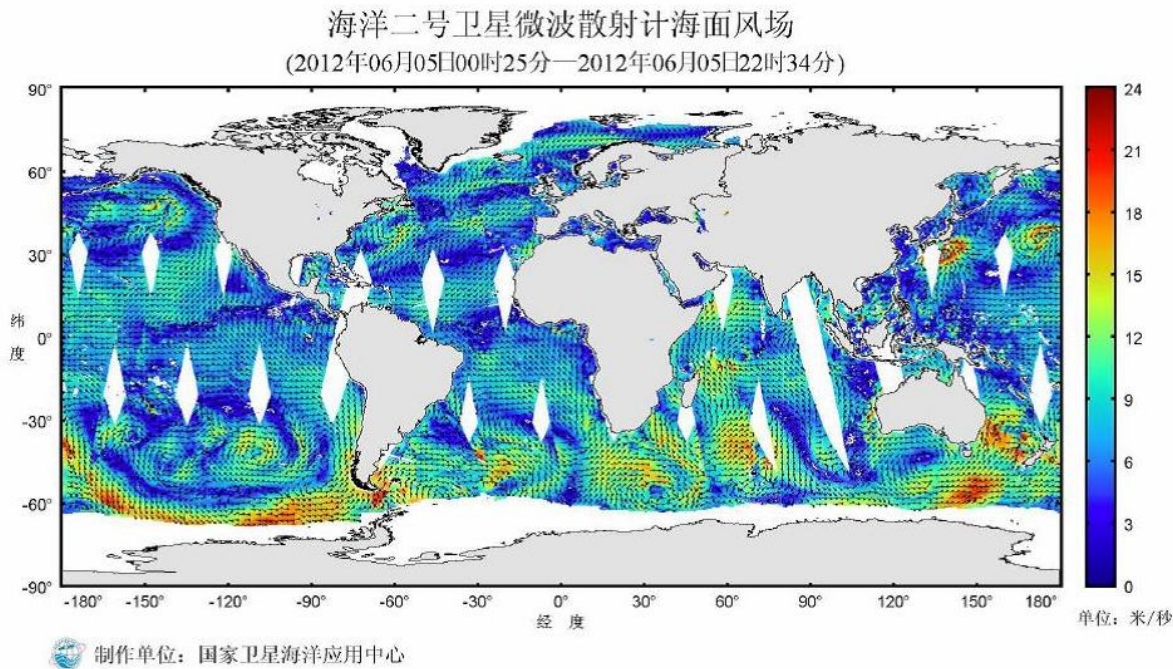 海洋二号卫星微波散射计海面风场
(2012年06月05日00时25分—2012年06月05日22时34分)
90°
60°
30°
0°
-30°
-60°
-90°
纬度
-180° -150° -120° -90° -60° -30° 0° 30° 60° 90° 120° 150° 180°
经 度
24
21
18
15
12
9
6
3
0
单位: 米/秒
制作单位: 国家卫星海洋应用中心